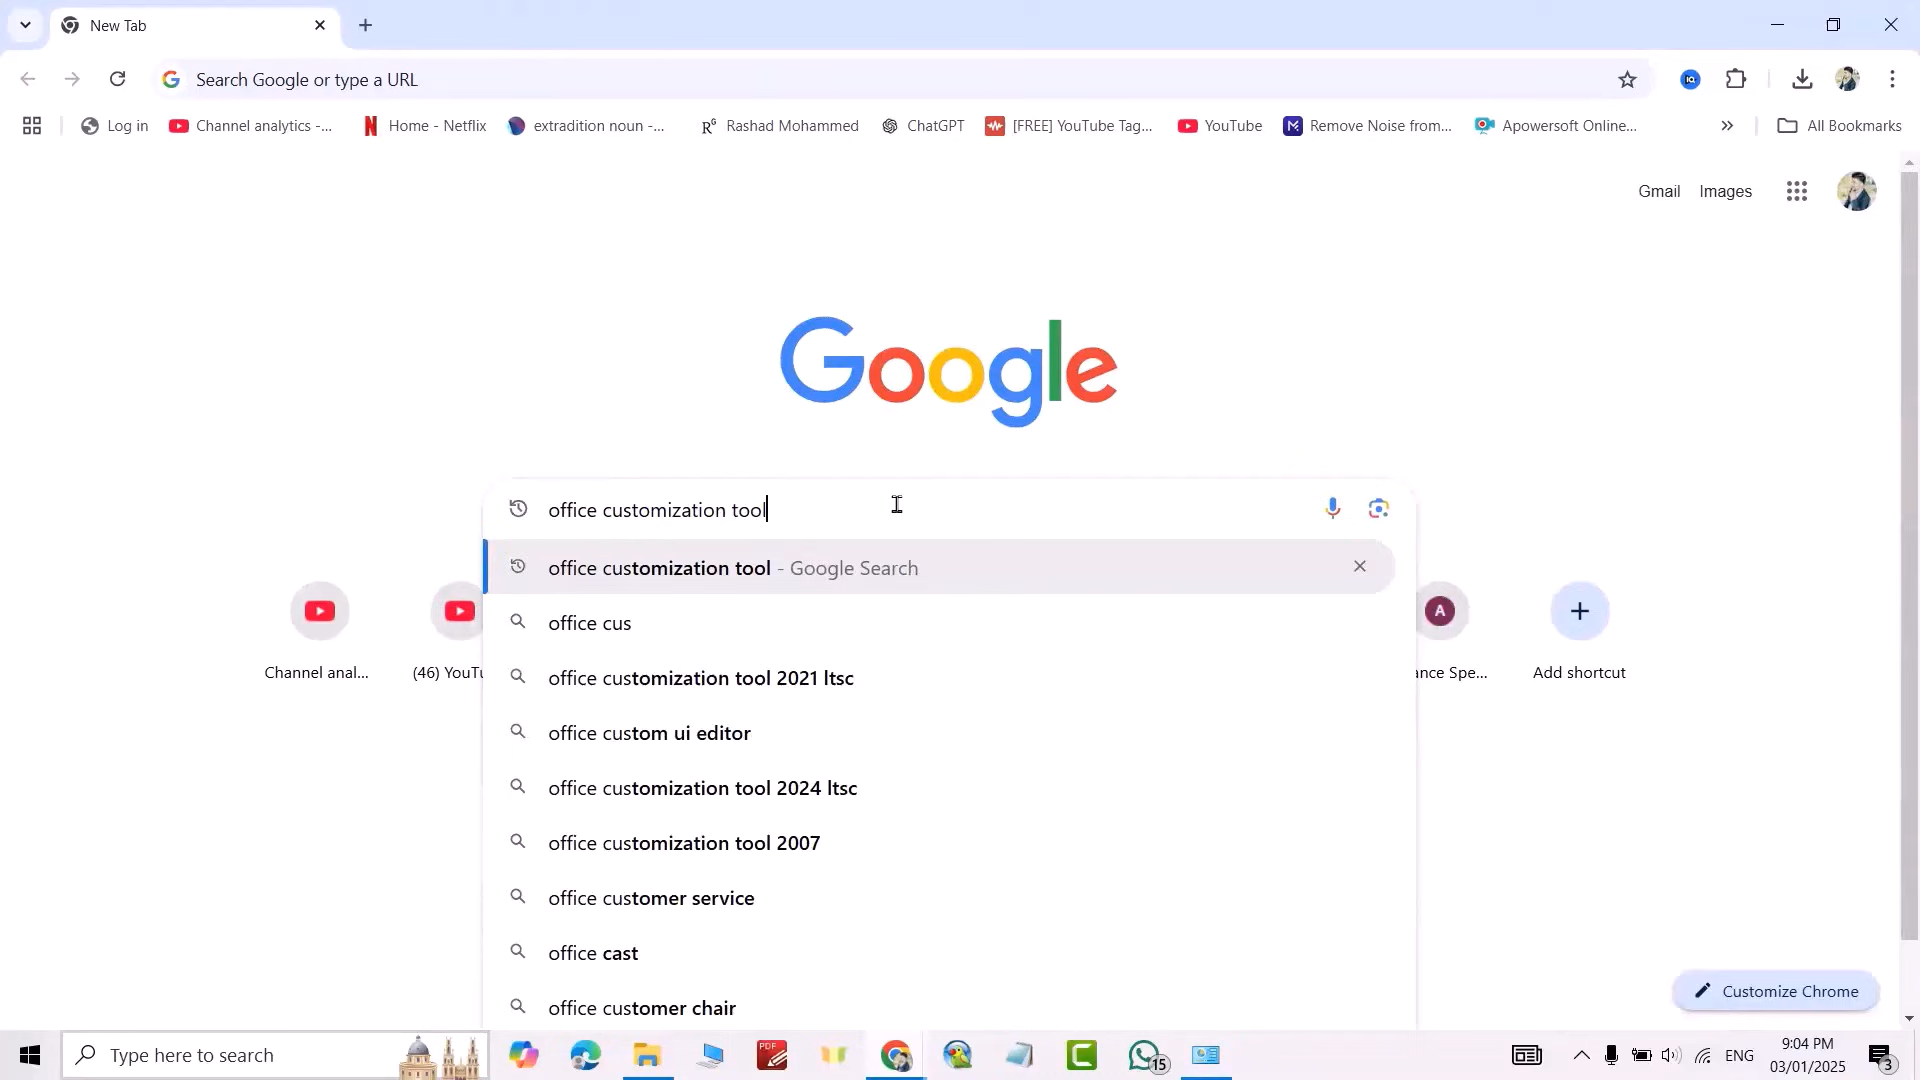 New Tab
Search Google or type a URL
Log in
Channel analytics -...
Home - Netflix
extradition noun -...
Rashad Mohammed
ChatGPT
[FREE] YouTube Tag...
YouTube
Remove Noise from...
Apowersoft Online...
All Bookmarks
Gmail
Images
Google
office customization tool
office customization tool - Google Search
office cus
office customization tool 2021 ltsc
office custom ui editor
office customization tool 2024 ltsc
office customization tool 2007
office customer service
office cast
office customer chair
Channel anal...
(46) YouTu
A
ance Spe...
Add shortcut
Customize Chrome
Type here to search
PDF
15
ENG
9:04 PM
03/01/2025
3